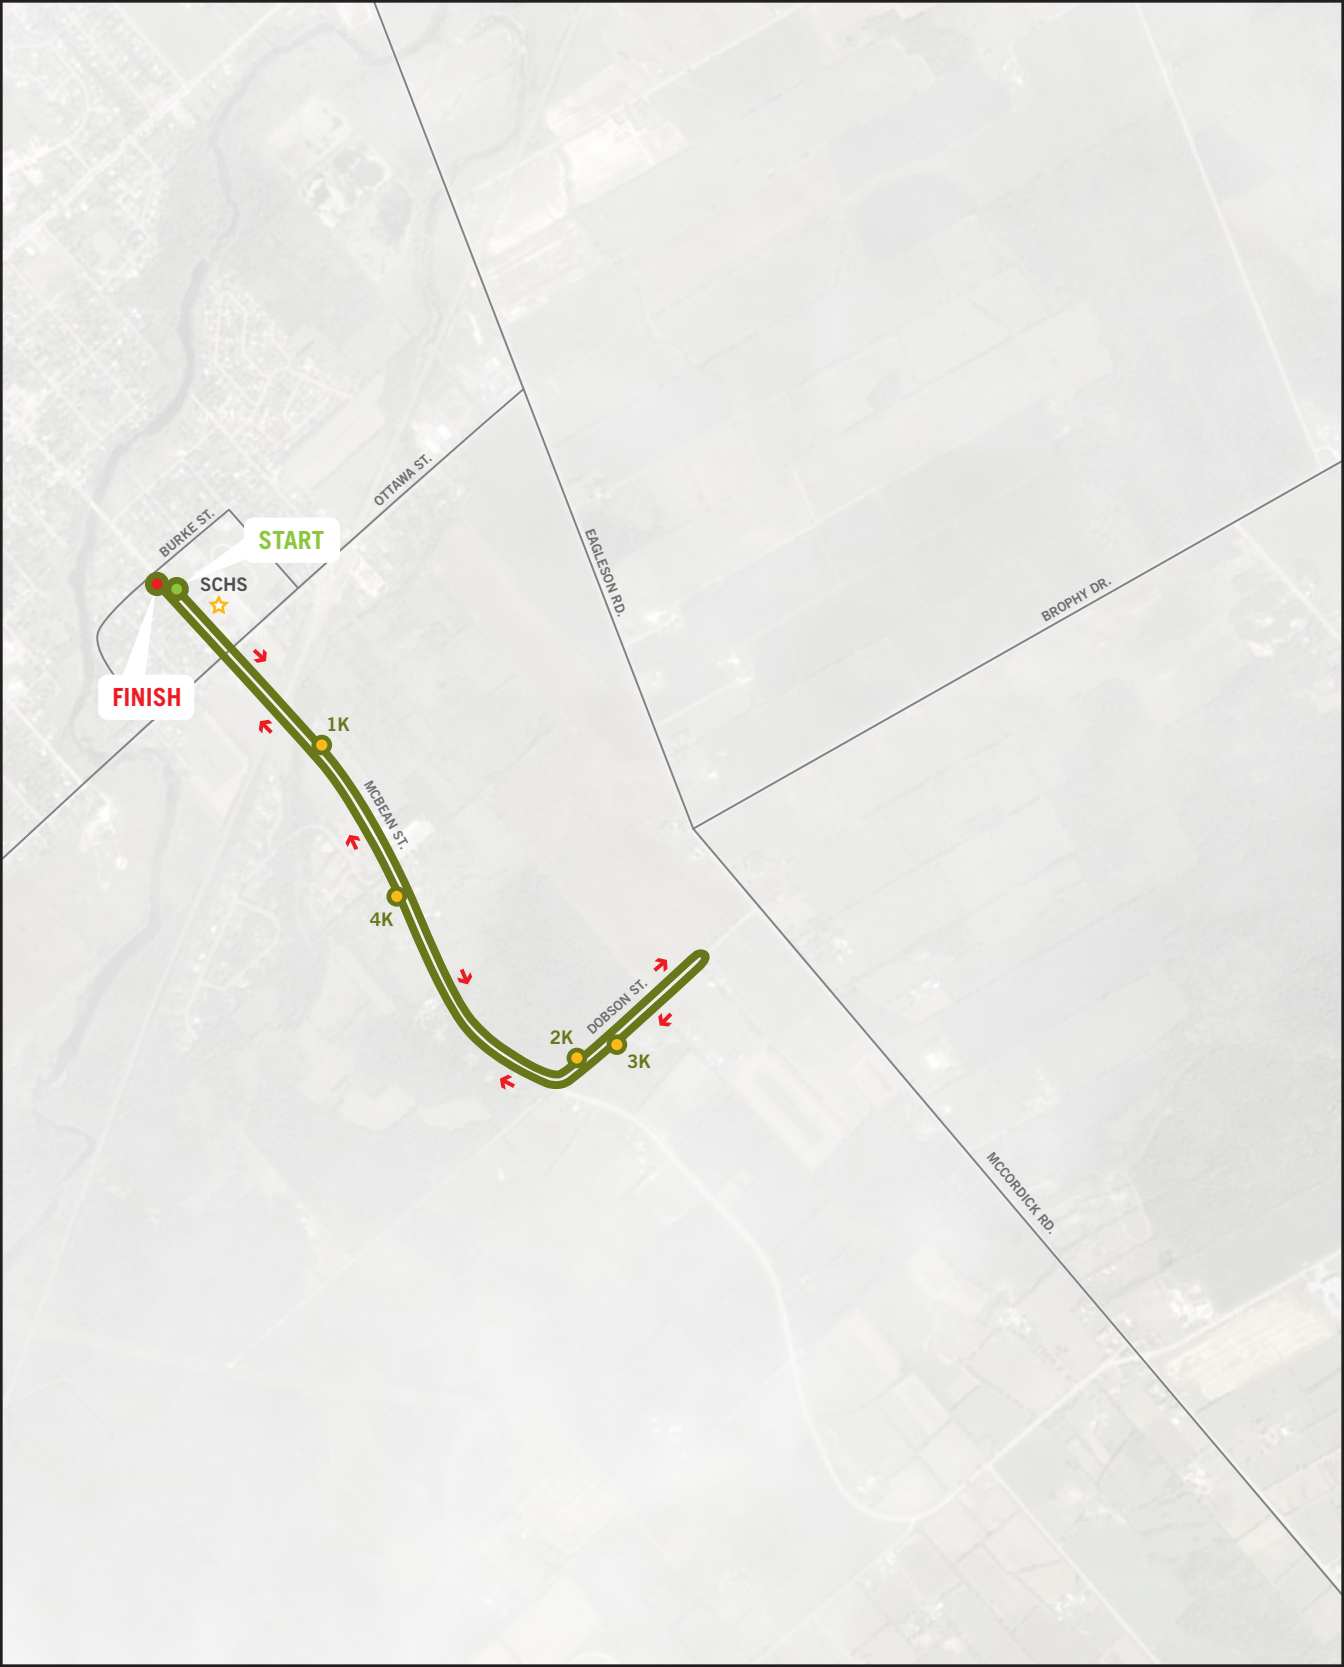 OTTAWA ST.
BURKE ST.
START
EAGLESON RD.
SCHS
BROPHY DR.
FINISH
1K
MCBEAN ST.
4K
DOBSON ST.
2K
3K
MCCORDICK RD.